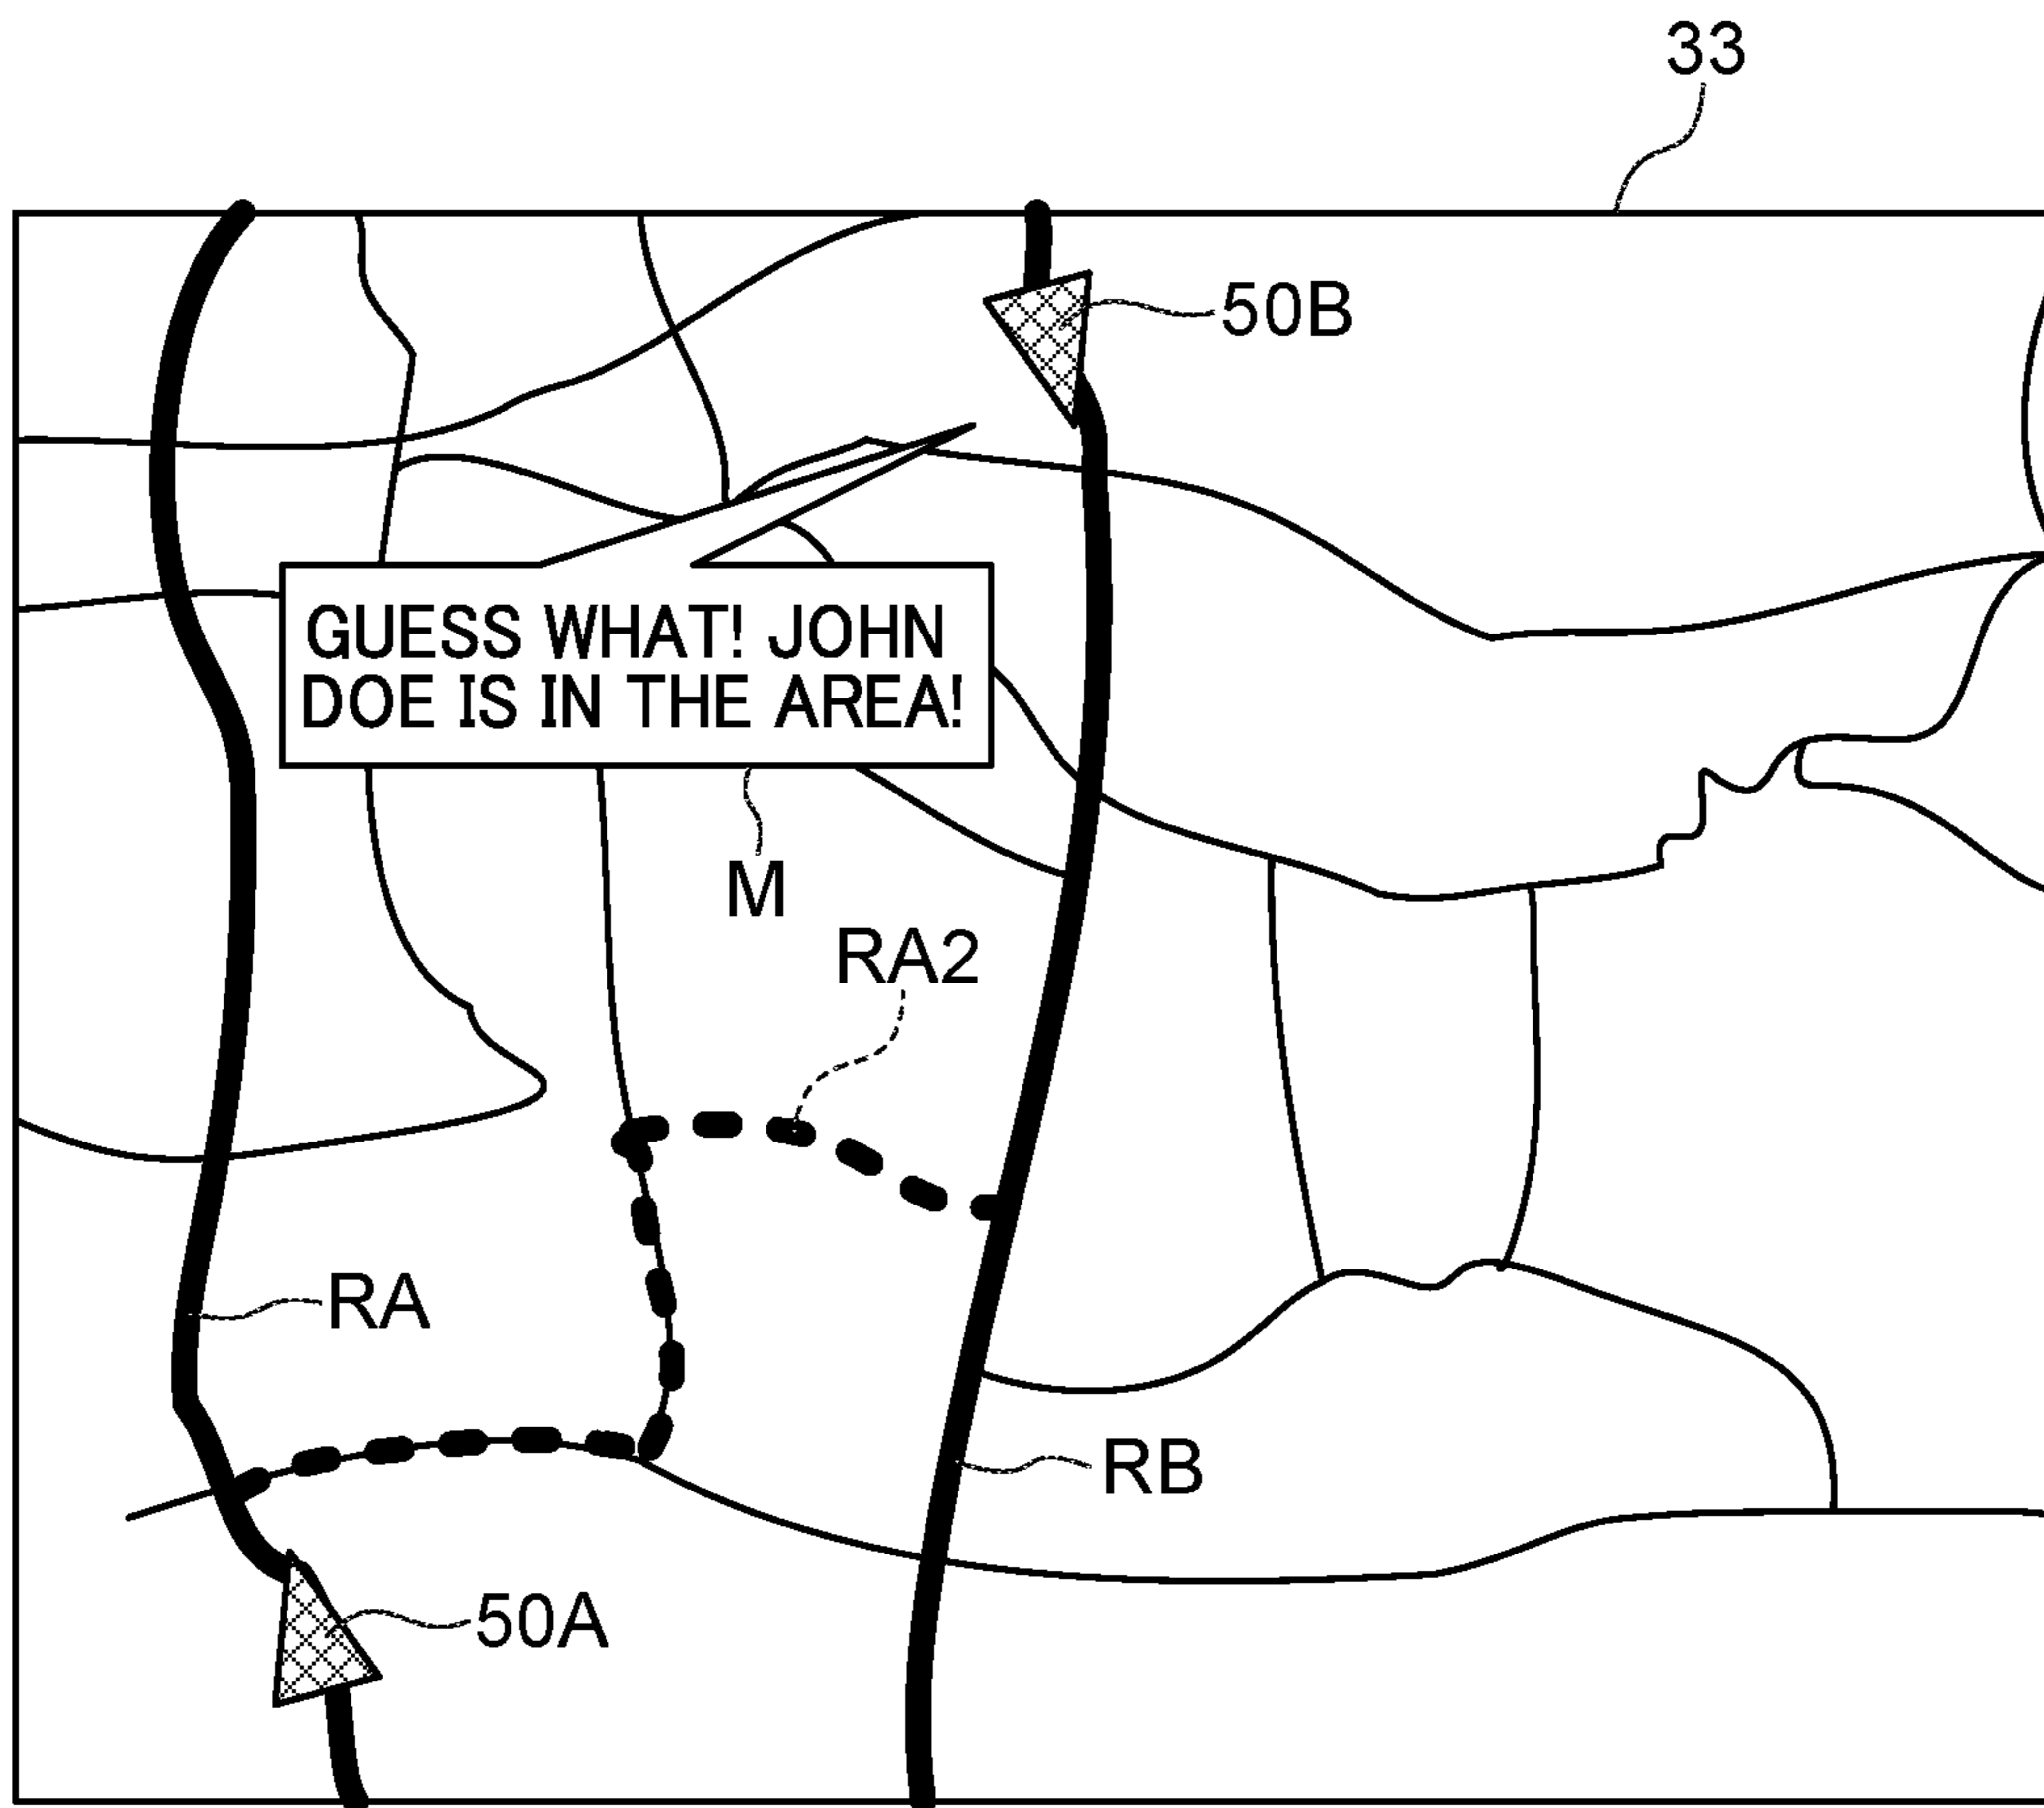 33
50B
GUESS WHAT! JOHN
DOE IS IN THE AREA!
M
RA2
RA
RB
50A